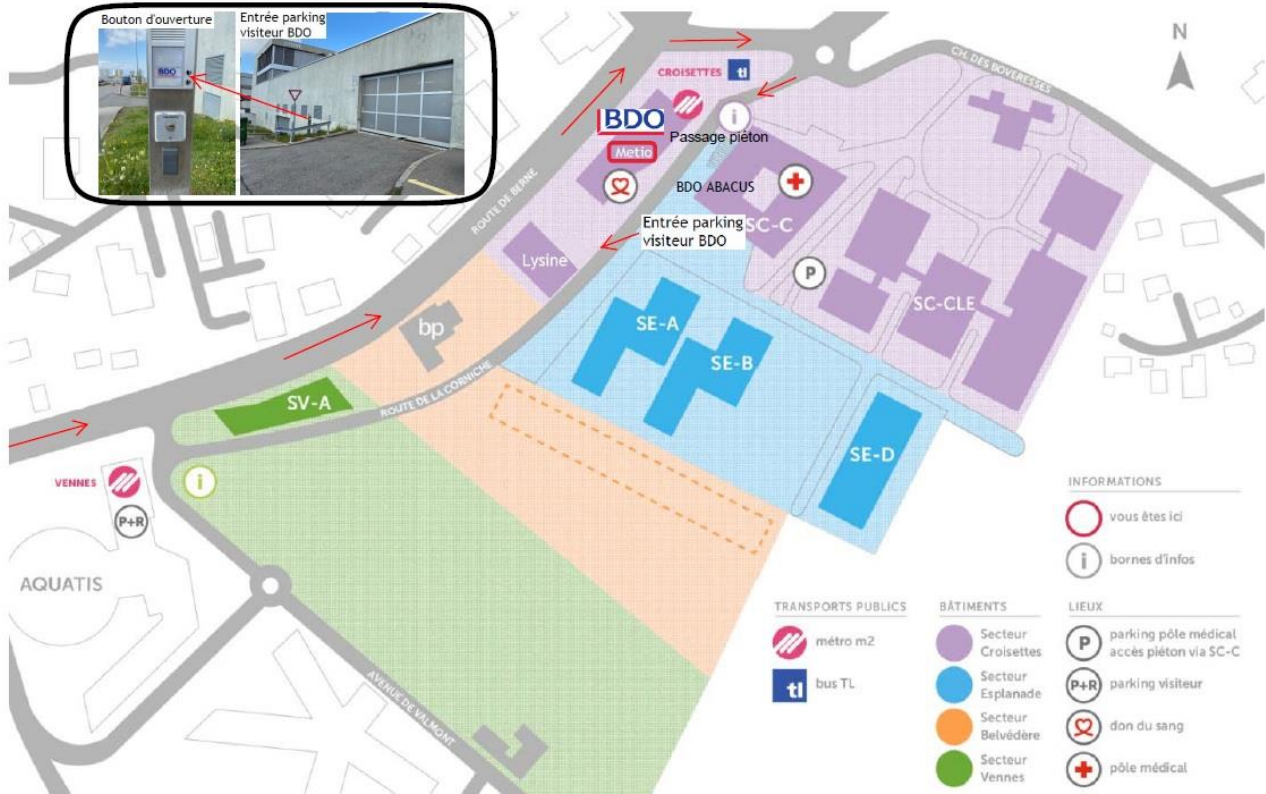 Bouton d'ouverture
Entrée parking
visiteur BDO
BDO
N
CH. DES BOVERESSES
CROISETTES
tl
BDO
i
Passage piéton
Metio
BDO ABACUS
ROUTE DE BERNE
SC-C
Entrée parking
visiteur BDO
Lysine
P
SC-CLE
bp
SE-A
SE-B
SV-A
ROUTE DE LA CORNICHE
SE-D
VENNES
i
P+R
AQUATIS
AVENUE DE VALMONT
INFORMATIONS
vous êtes ici
i
bornes d'infos
TRANSPORTS PUBLICS
métro m2
tl
bus TL
BÂTIMENTS
Secteur
Croisettes
Secteur
Esplanade
Secteur
Belvédère
Secteur
Vennes
LIEUX
P
parking pôle médical
accès piéton via SC-C
P+R
parking visiteur
don du sang
pôle médical